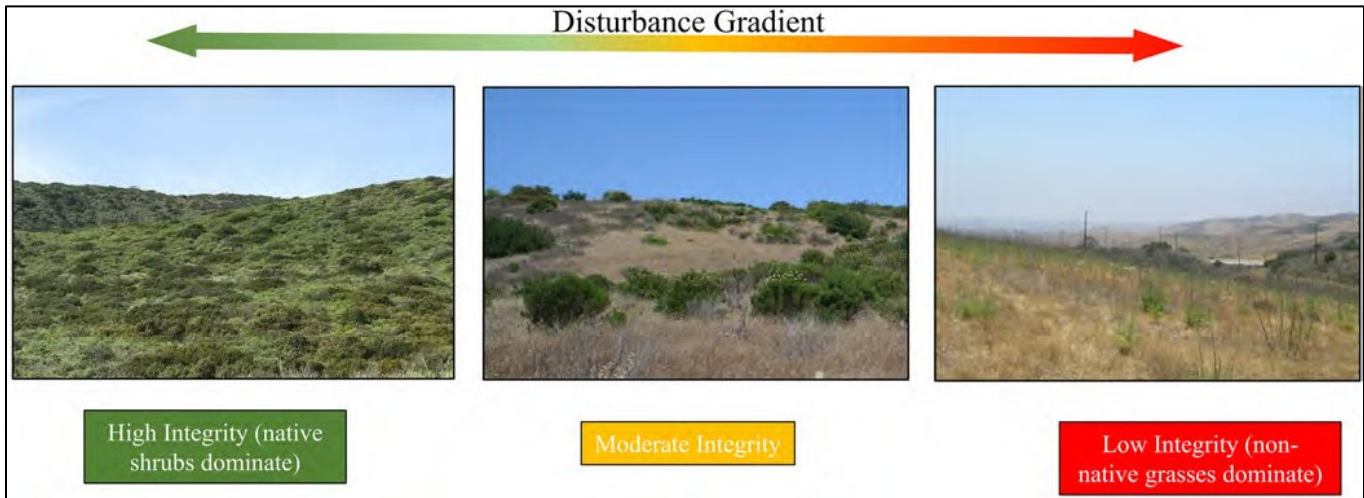 Disturbance Gradient
High Integrity (native
shrubs dominate)
Moderate Integrity
Low Integrity (non-
native grasses dominate)